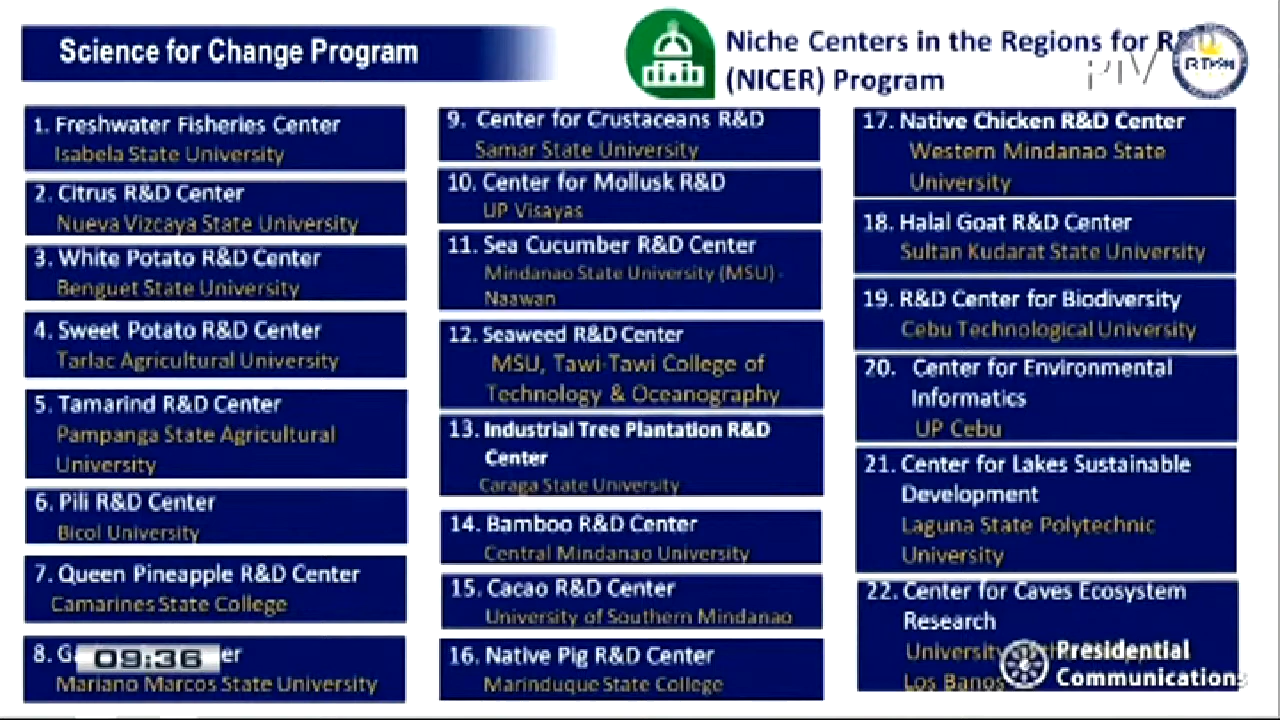 Science for Change Program
Niche Centers in the Regions for
(NICER) Program
PTV
RTVM
1. Freshwater Fisheries Center
Isabela State University
2. Citrus R&D Center
Nueva Vizcaya State University
3. White Potato R&D Center
Benguet State University
4. Sweet Potato R&D Center
Tarlac Agricultural University
5. Tamarind R&D Center
Pampanga State Agricultural
University
6. Pili R&D Center
Bicol University
7. Queen Pineapple R&D Center
Camarines State College
8.
09:36
Mariano Marcos State University
9. Center for Crustaceans R&D
Samar State University
10. Center for Mollusk R&D
UP Visayas
11. Sea Cucumber R&D Center
Mindanao State University (MSU) -
Naawan
12. Seaweed R&D Center
MSU, Tawi-Tawi College of
Technology & Oceanography
13. Industrial Tree Plantation R&D
Center
Caraga State University
14. Bamboo R&D Center
Central Mindanao University
15. Cacao R&D Center
University of Southern Mindanao
16. Native Pig R&D Center
Marinduque State College
17. Native Chicken R&D Center
Western Mindanao State
University
18. Halal Goat R&D Center
Sultan Kudarat State University
19. R&D Center for Biodiversity
Cebu Technological University
20. Center for Environmental
Informatics
UP Cebu
21. Center for Lakes Sustainable
Development
Laguna State Polytechnic
University
22. Center for Caves Ecosystem
Research
University
Los Banos
Presidential
Communications